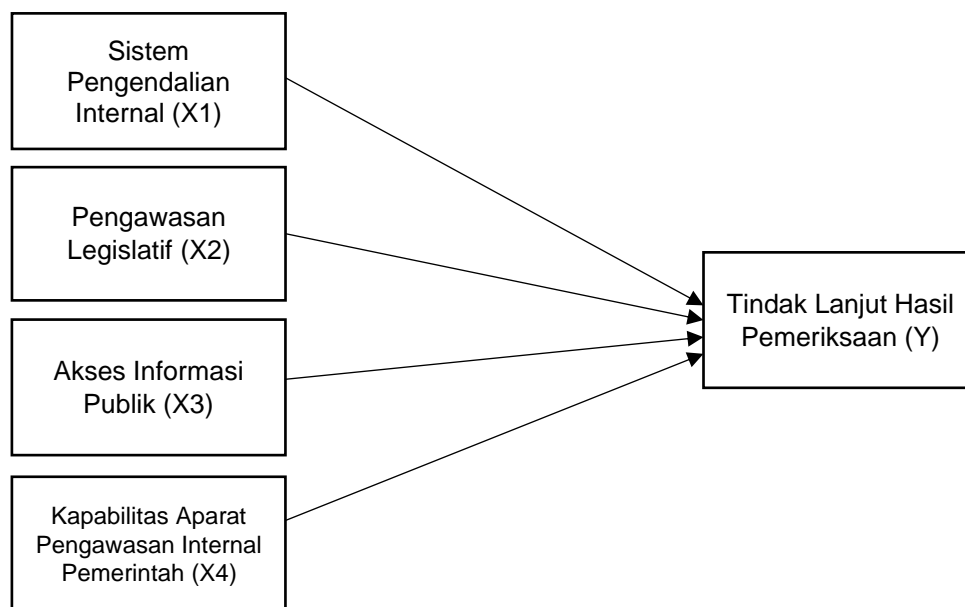 Sistem
Pengendalian
Internal (X1)
Pengawasan
Legislatif (X2)
Akses Informasi
Publik (X3)
Kapabilitas Aparat
Pengawasan Internal
Pemerintah (X4)
Tindak Lanjut Hasil
Pemeriksaan (Y)